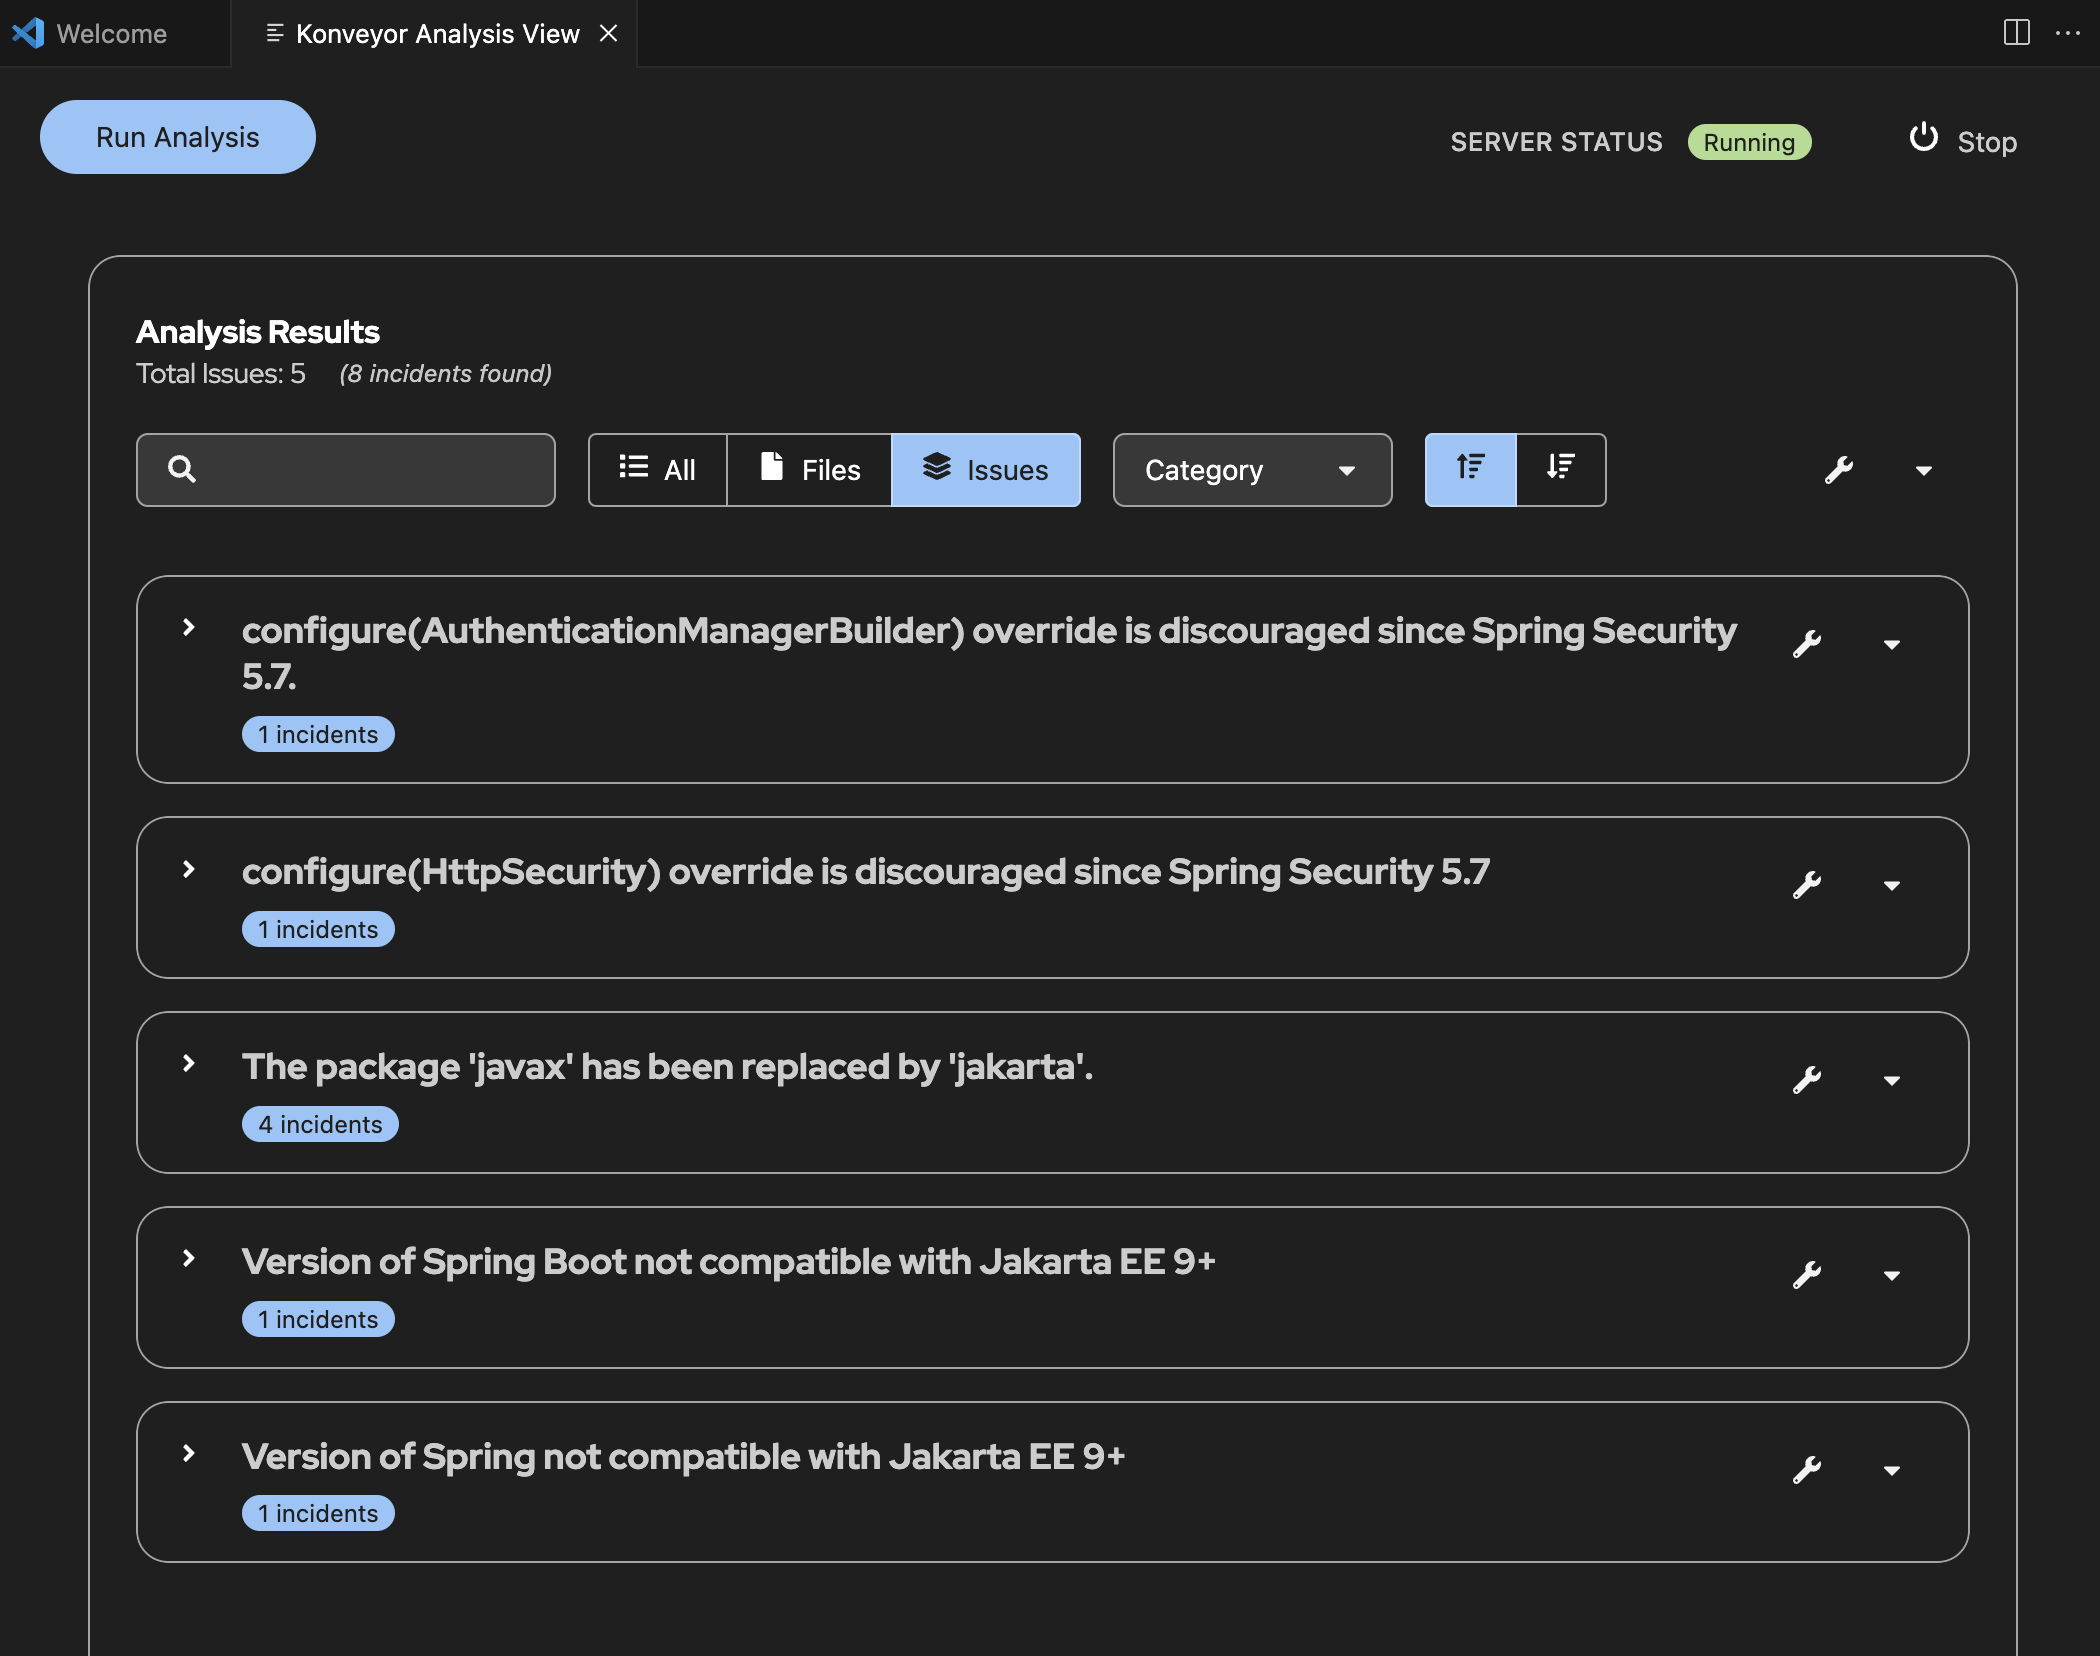 Welcome
Konveyor Analysis View
Run Analysis
SERVER STATUS Running Stop
Analysis Results
Total Issues: 5 (8 incidents found)
All Files Issues Category
configure(AuthenticationManagerBuilder) override is discouraged since Spring Security
5.7.
1 incidents
configure(HttpSecurity) override is discouraged since Spring Security 5.7
1 incidents
The package 'javax' has been replaced by 'jakarta'.
4 incidents
Version of Spring Boot not compatible with Jakarta EE 9+
1 incidents
Version of Spring not compatible with Jakarta EE 9+
1 incidents